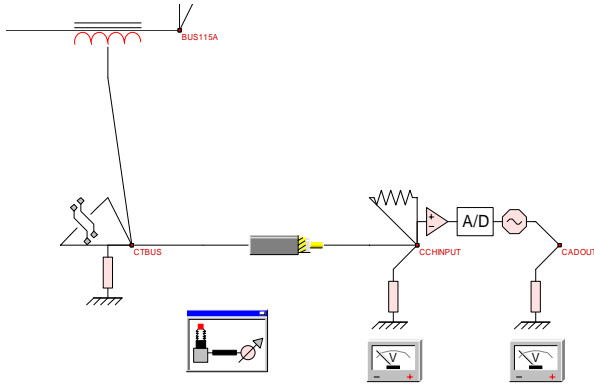 BUS115A
CTBUS
CCHINPUT
A/D
CADOUT
V
V